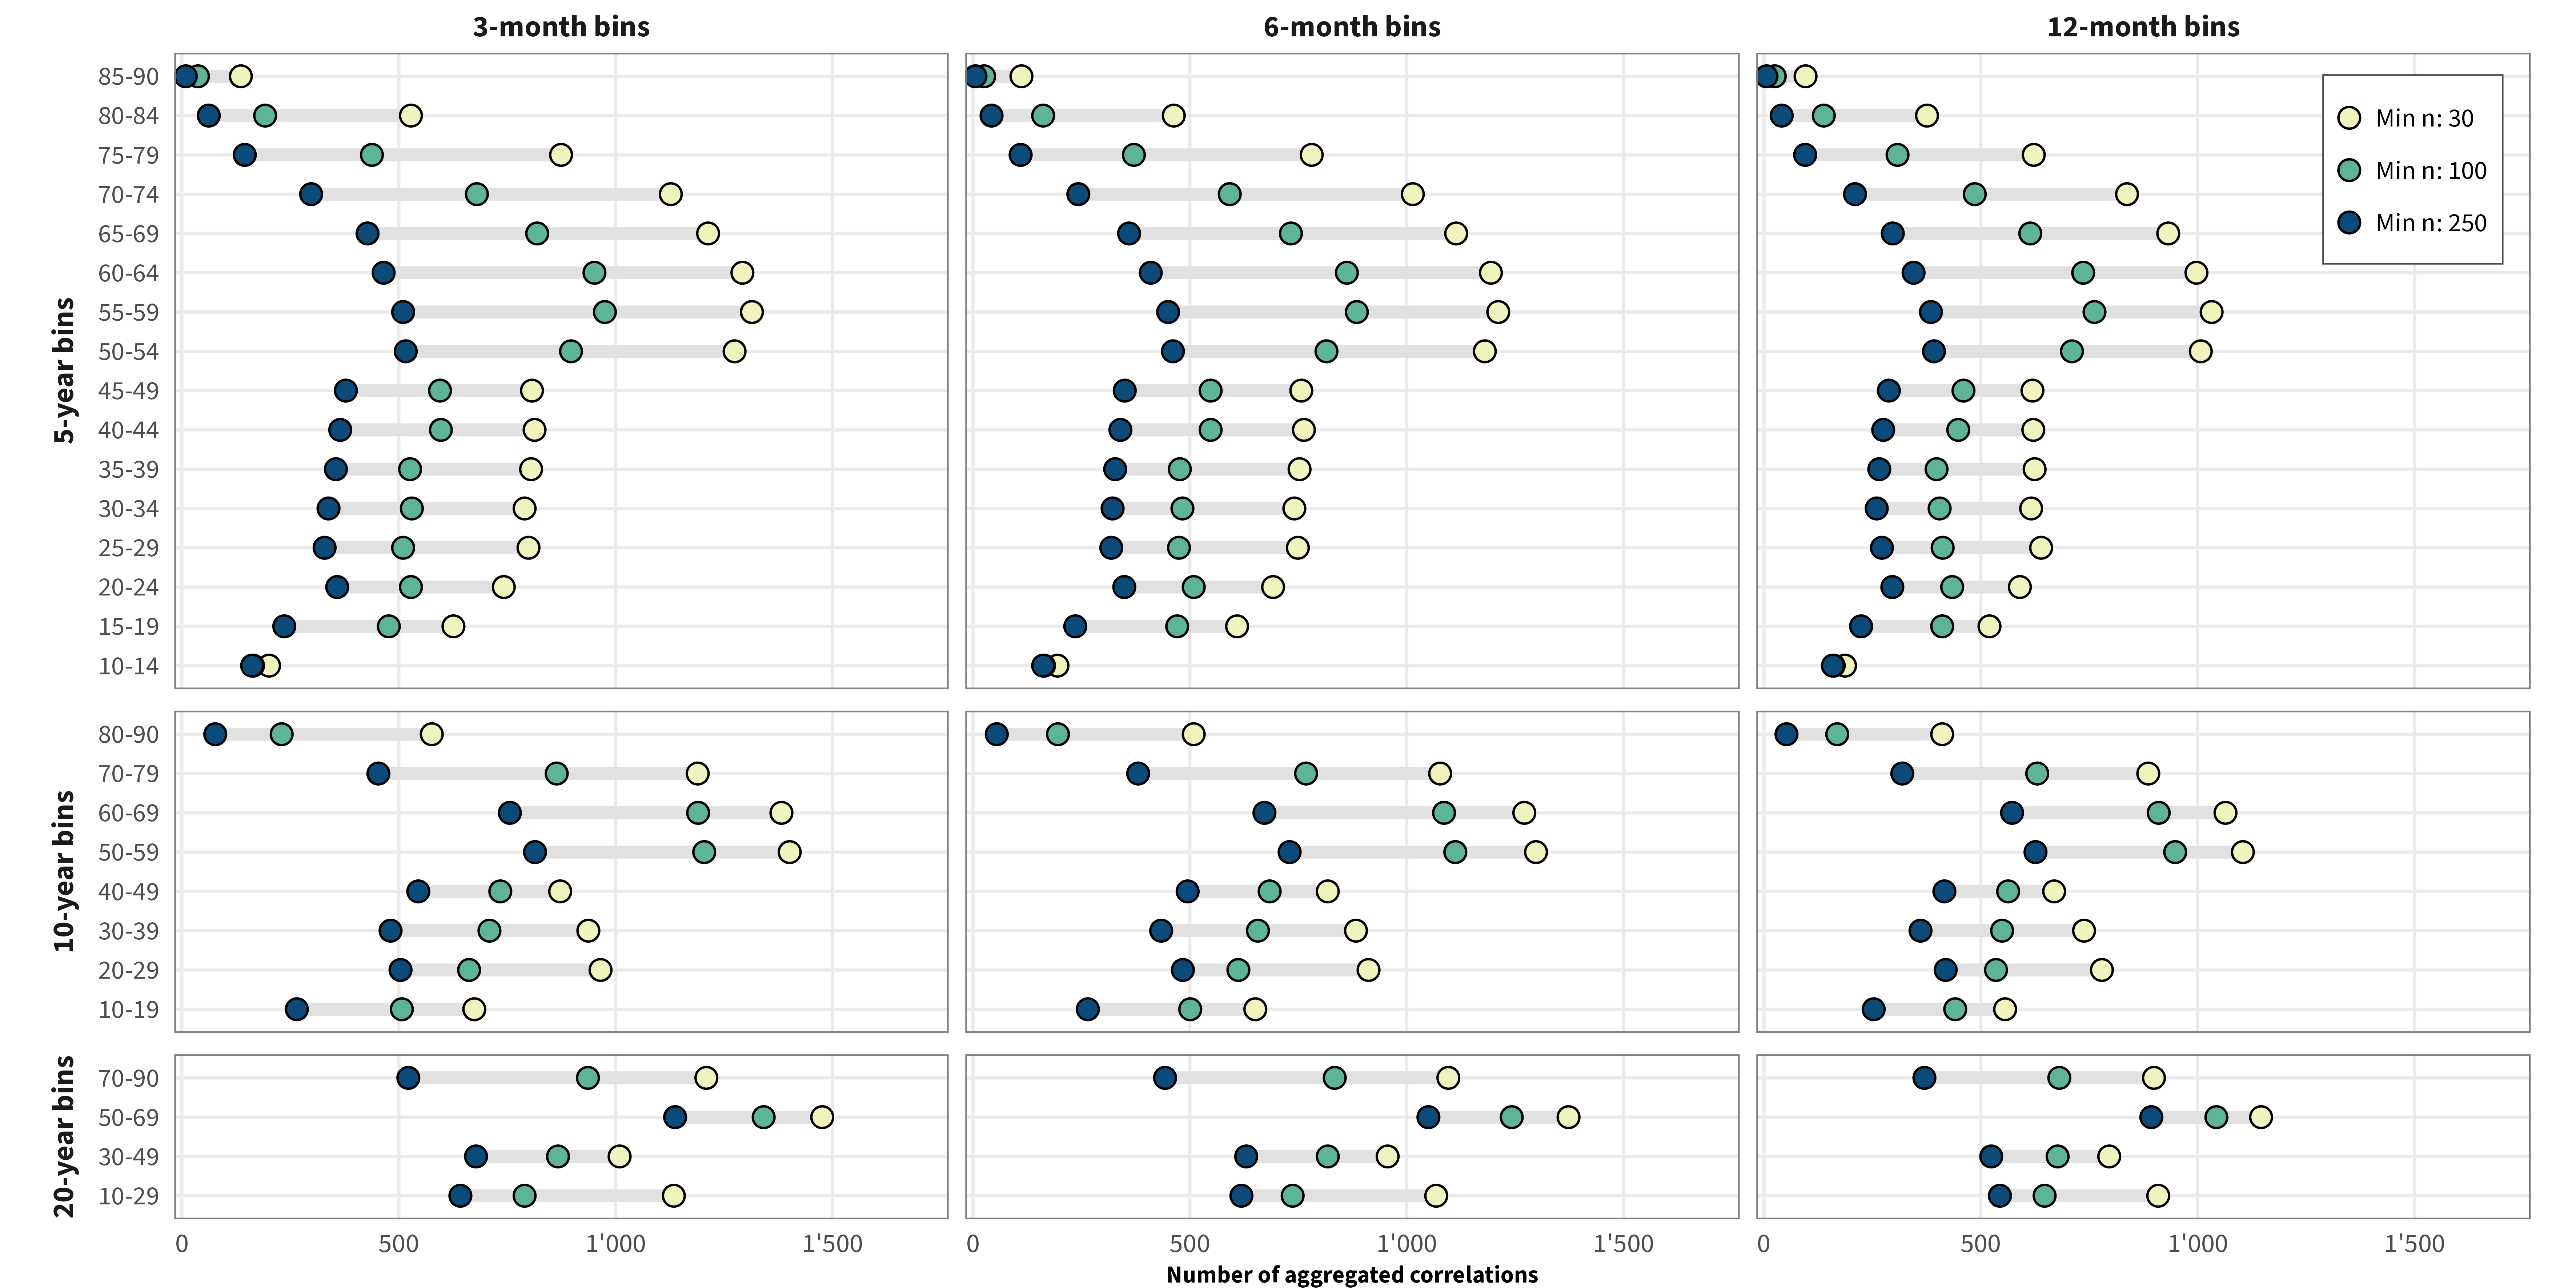 3-month bins
6-month bins
12-month bins
5-year bins
85-90
80-84
75-79
70-74
65-69
60-64
55-59
50-54
45-49
40-44
35-39
30-34
25-29
20-24
15-19
10-14
Min n: 30
Min n: 100
Min n: 250
10-year bins
80-90
70-79
60-69
50-59
40-49
30-39
20-29
10-19
20-year bins
70-90
50-69
30-49
10-29
0 500 1'000 1'500
0 500 1'000 1'500
0 500 1'000 1'500
Number of aggregated correlations